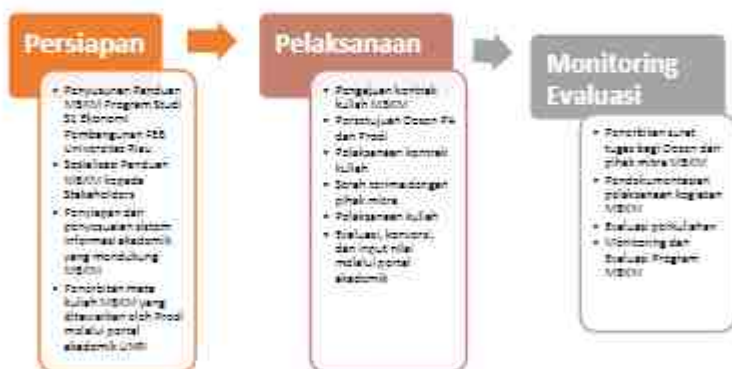 Persiapan
• Penyusunan Panduan
MBKM Program Studi
S1 Ekonomi
Pembangunan FEB
Universitas Riau
• Sosialisasi Panduan
MBKM kepada
Stakeholders
• Penyiapan dan
penyesuaian sistem
informasi akademik
yang mendukung
MBKM
• Penerbitan mata
kuliah MBKM yang
ditawarkan oleh Prodi
melalui portal
akademik UNRI
Pelaksanaan
• Pengajuan kontrak
kuliah MBKM
• Persetujuan Dosen PA
dan Prodi
• Pelaksanaan kontrak
kuliah
• Serah terima dengan
pihak mitra
• Pelaksanaan kuliah
• Evaluasi, konversi,
dan input nilai
melalui portal
akademik
Monitoring
Evaluasi
• Penerbitan surat
tugas bagi Dosen dan
pihak mitra MBKM
• Pendokumentasian
pelaksanaan kegiatan
MBKM
• Evaluasi perkuliahan
• Monitoring dan
Evaluasi Program
MBKM